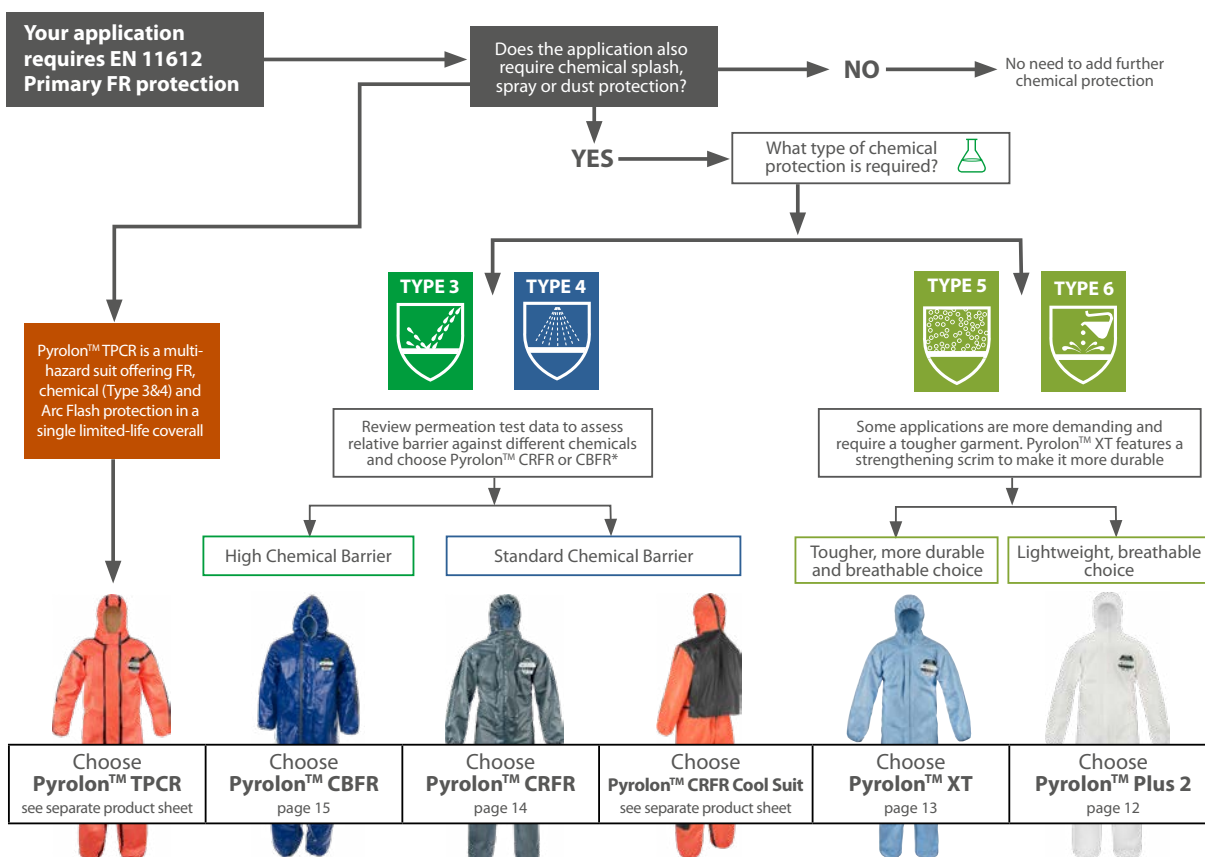 Your application
requires EN 11612
Primary FR protection
Does the application also
require chemical splash,
spray or dust protection?
NO
No need to add further
chemical protection
YES
What type of chemical
protection is required?
TYPE 3
TYPE 4
TYPE 5
TYPE 6
Pyrolon™ TPCR is a multi-
hazard suit offering FR,
chemical (Type 3&4) and
Arc Flash protection in a
single limited-life coverall
Review permeation test data to assess
relative barrier against different chemicals
and choose Pyrolon™ CRFR or CBFR*
Some applications are more demanding and
require a tougher garment. Pyrolon™ XT features a
strengthening scrim to make it more durable
High Chemical Barrier
Standard Chemical Barrier
Tougher, more durable
and breathable choice
Lightweight, breathable
choice
Choose
Pyrolon™ TPCR
see separate product sheet
Choose
Pyrolon™ CBFR
page 15
Choose
Pyrolon™ CRFR
page 14
Choose
Pyrolon™ CRFR Cool Suit
see separate product sheet
Choose
Pyrolon™ XT
page 13
Choose
Pyrolon™ Plus 2
page 12